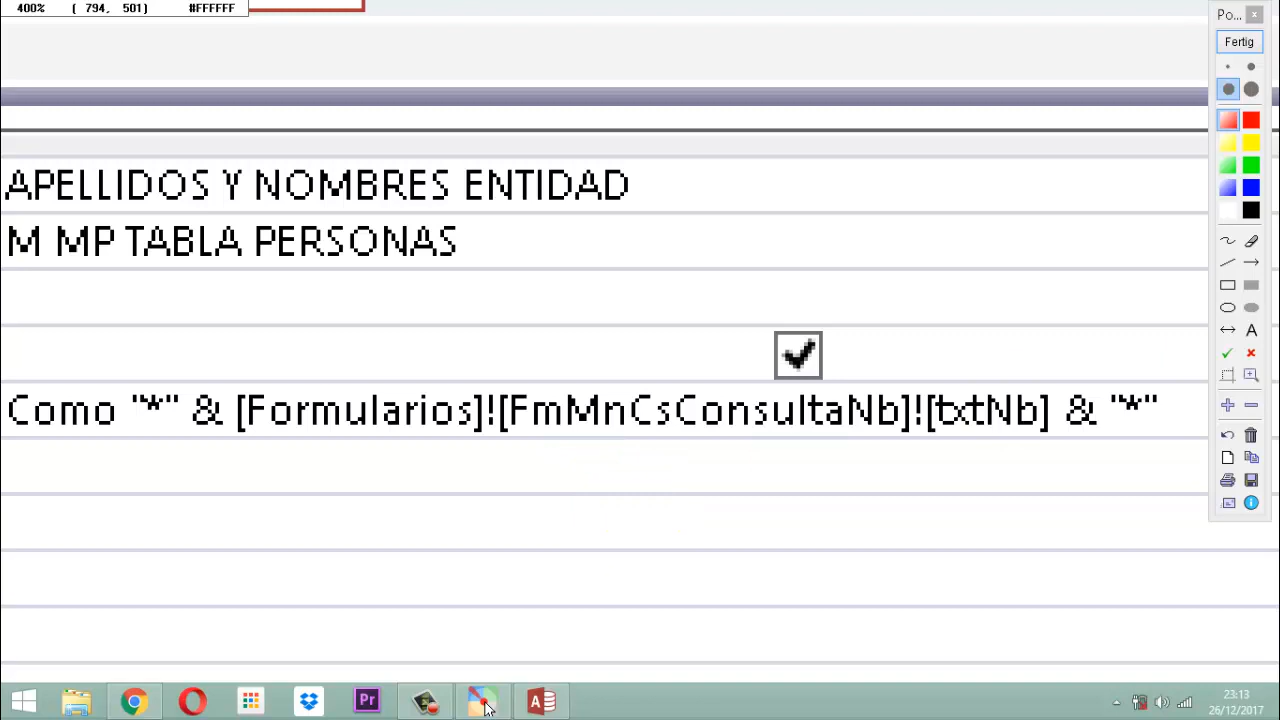 400% ( 794, 501) #FFFFFF
Po...
Fertig
APELLIDOS Y NOMBRES ENTIDAD
M MP TABLA PERSONAS
Como "*" & [Formularios]![FmMnCsConsultaNb]![txtNb] & "*"
A
Pr
A
23:13
26/12/2017